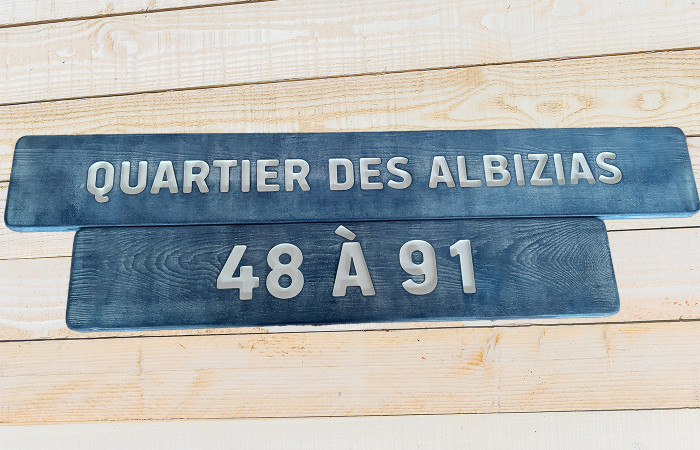 QUARTIER DES ALBIZIAS
48 À 91